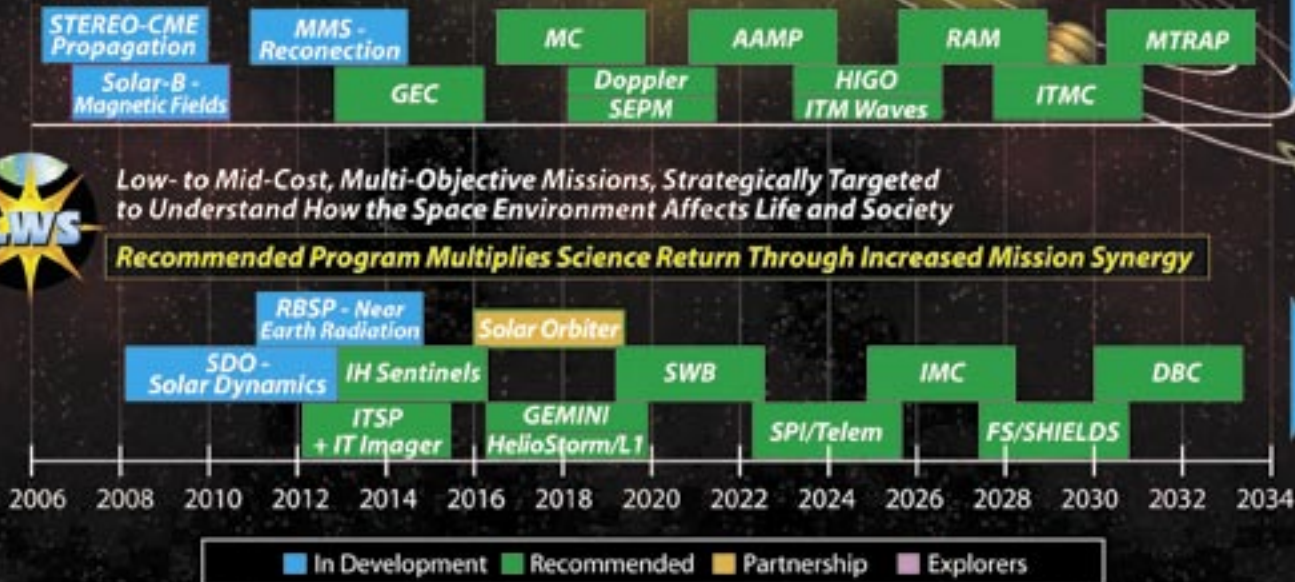 STEREO-CME
Propagation
MMS -
Reconection
MC
AAMP
RAM
MTRAP
Solar-B -
Magnetic Fields
GEC
Doppler
SEPM
HIGO
ITM Waves
ITMC
LWS
Low- to Mid-Cost, Multi-Objective Missions, Strategically Targeted
to Understand How the Space Environment Affects Life and Society
Recommended Program Multiplies Science Return Through Increased Mission Synergy
RBSP - Near
Earth Radiation
Solar Orbiter
SDO -
Solar Dynamics
IH Sentinels
SWB
IMC
DBC
ITSP
+ IT Imager
GEMINI
HelioStorm/L1
SPI/Telem
FS/SHIELDS
2006 2008 2010 2012 2014 2016 2018 2020 2022 2024 2026 2028 2030 2032 2034
In Development Recommended Partnership Explorers